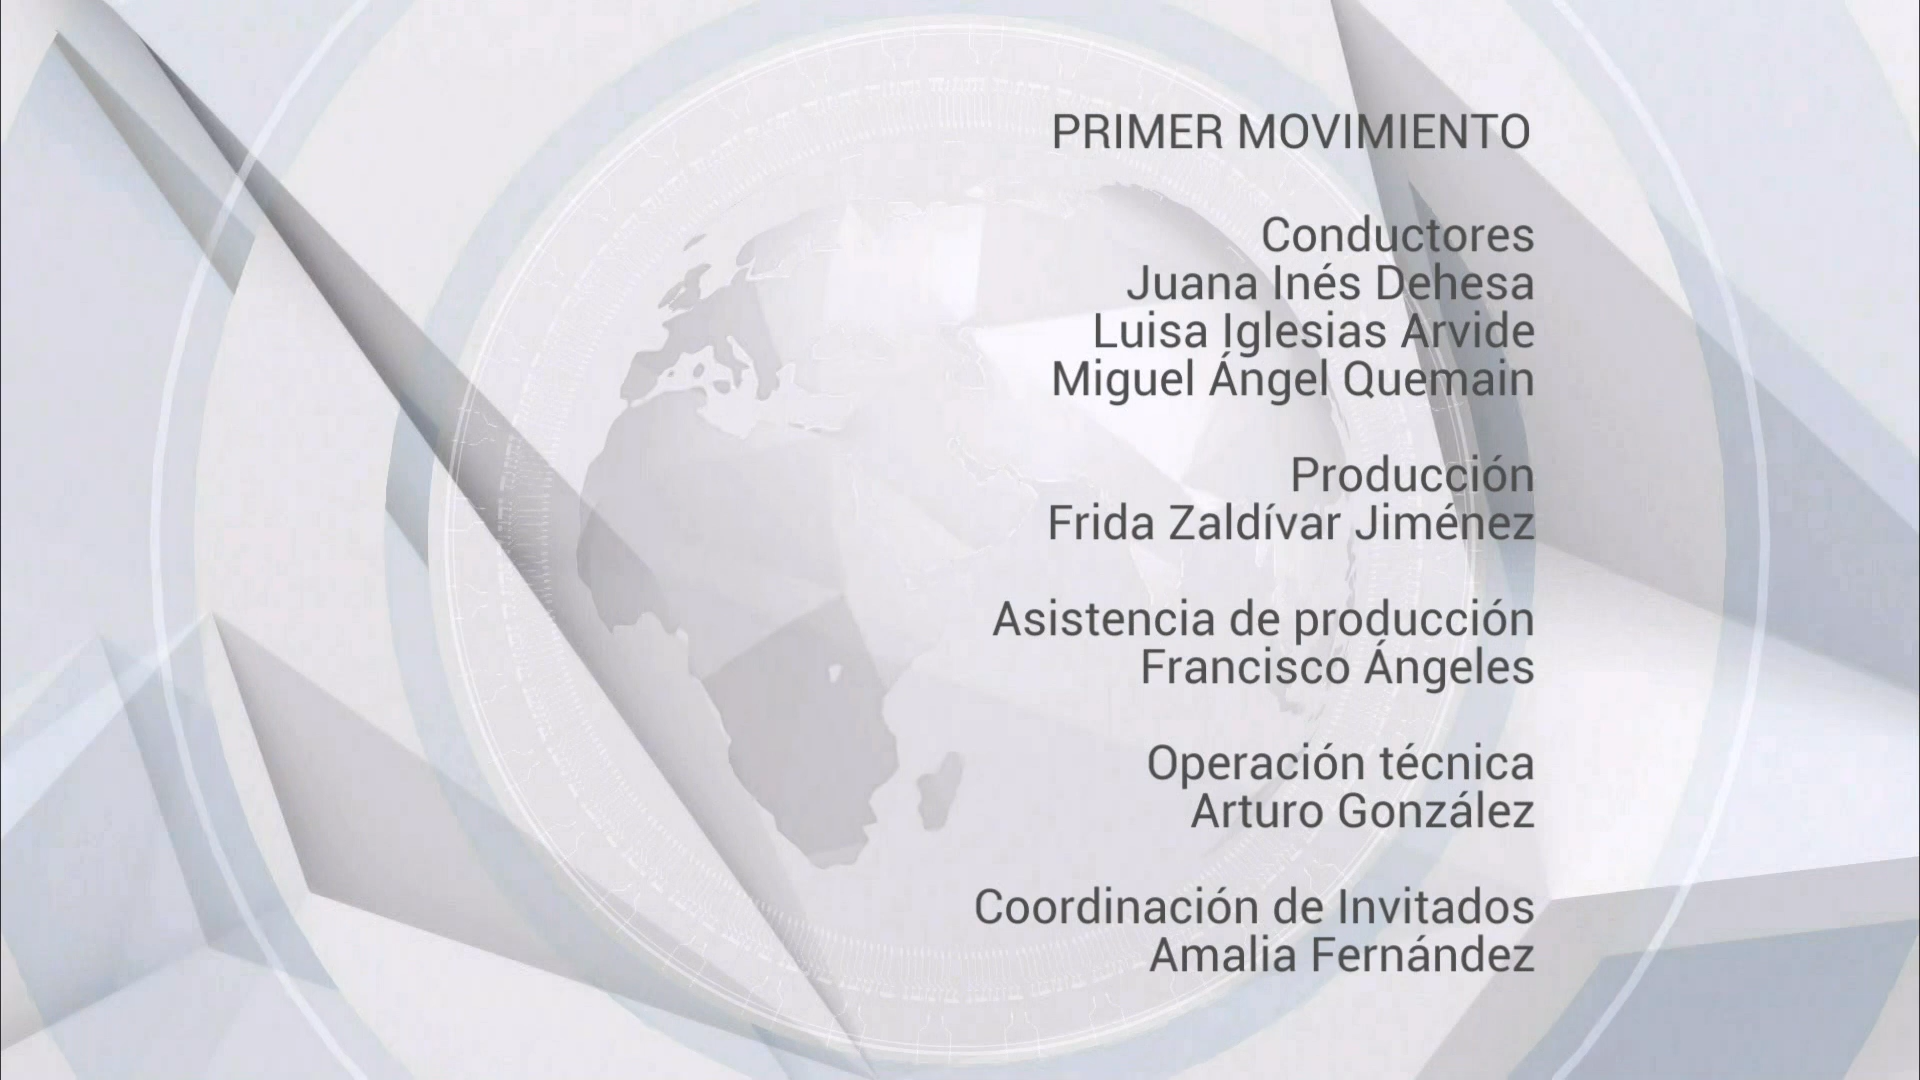 PRIMER MOVIMIENTO
Conductores
Juana Inés Dehesa
Luisa Iglesias Arvide
Miguel Ángel Quemain
Producción
Frida Zaldívar Jiménez
Asistencia de producción
Francisco Ángeles
Operación técnica
Arturo González
Coordinación de Invitados
Amalia Fernández